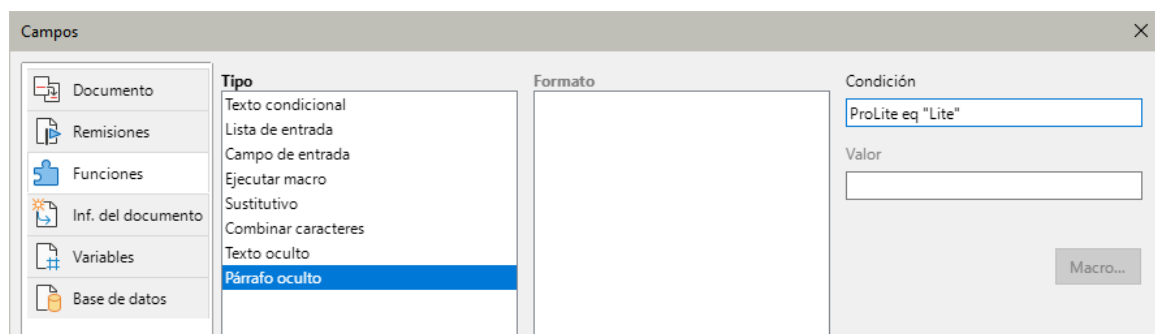 Campos
Documento
Remisiones
Funciones
Inf. del documento
Variables
Base de datos
Tipo
Texto condicional
Lista de entrada
Campo de entrada
Ejecutar macro
Sustitutivo
Combinar caracteres
Texto oculto
Párrafo oculto
Formato
Condición
ProLite eq "Lite"
Valor
Macro...